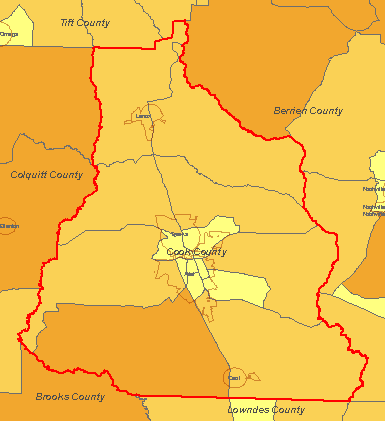 Tift County
Omega
Berrien County
Lenox
Colquitt County
Nashville
Nashville
Nashville
Ellenton
Sparks
Cook County
Adel
Cecil
Brooks County
Lowndes County